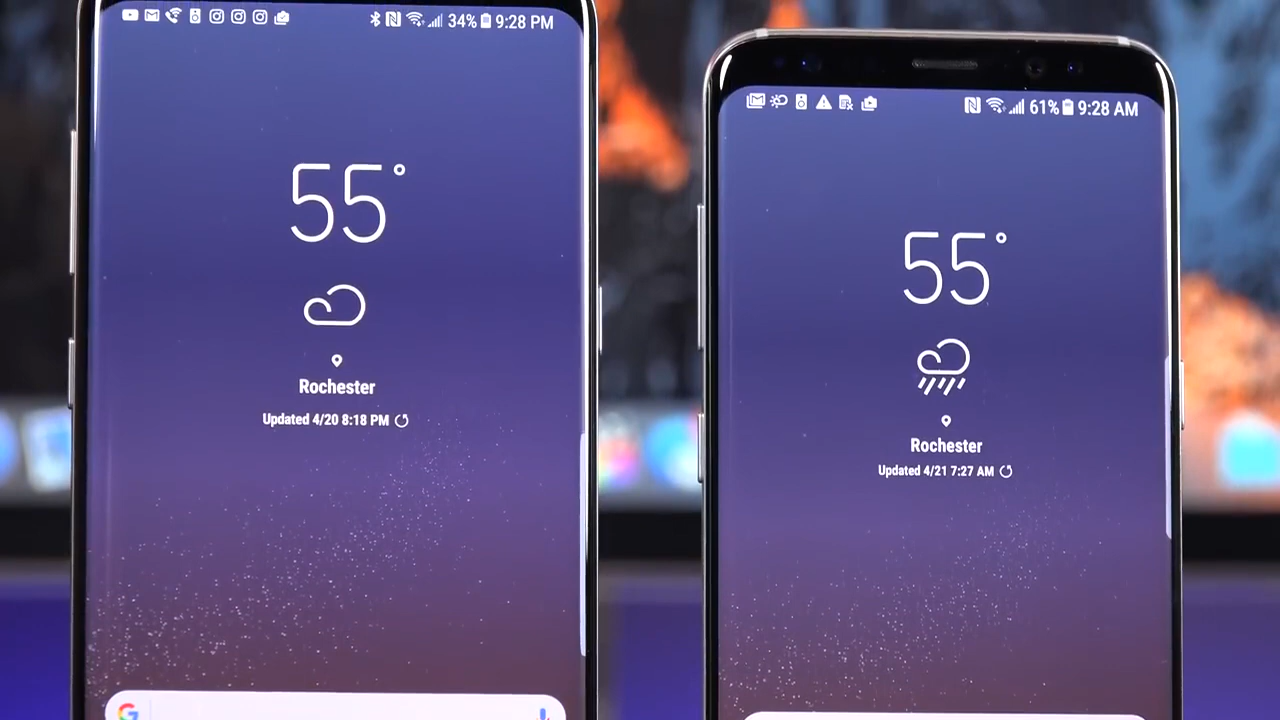 34% 9:28 PM
55°
Rochester
Updated 4/20 8:18 PM
G
61% 9:28 AM
55°
Rochester
Updated 4/21 7:27 AM